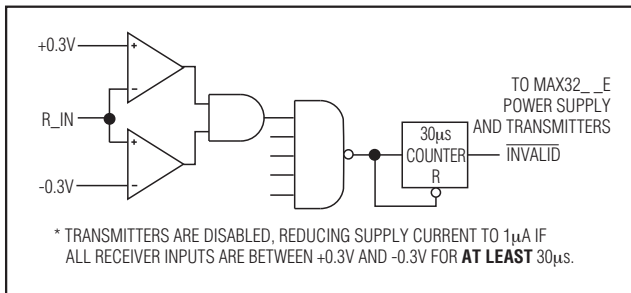 +0.3V
R_IN
-0.3V
+
-
+
-
30µs
COUNTER
R
TO MAX32_ _E
POWER SUPPLY
AND TRANSMITTERS
INVALID
* TRANSMITTERS ARE DISABLED, REDUCING SUPPLY CURRENT TO 1µA IF
ALL RECEIVER INPUTS ARE BETWEEN +0.3V AND -0.3V FOR AT LEAST 30µs.